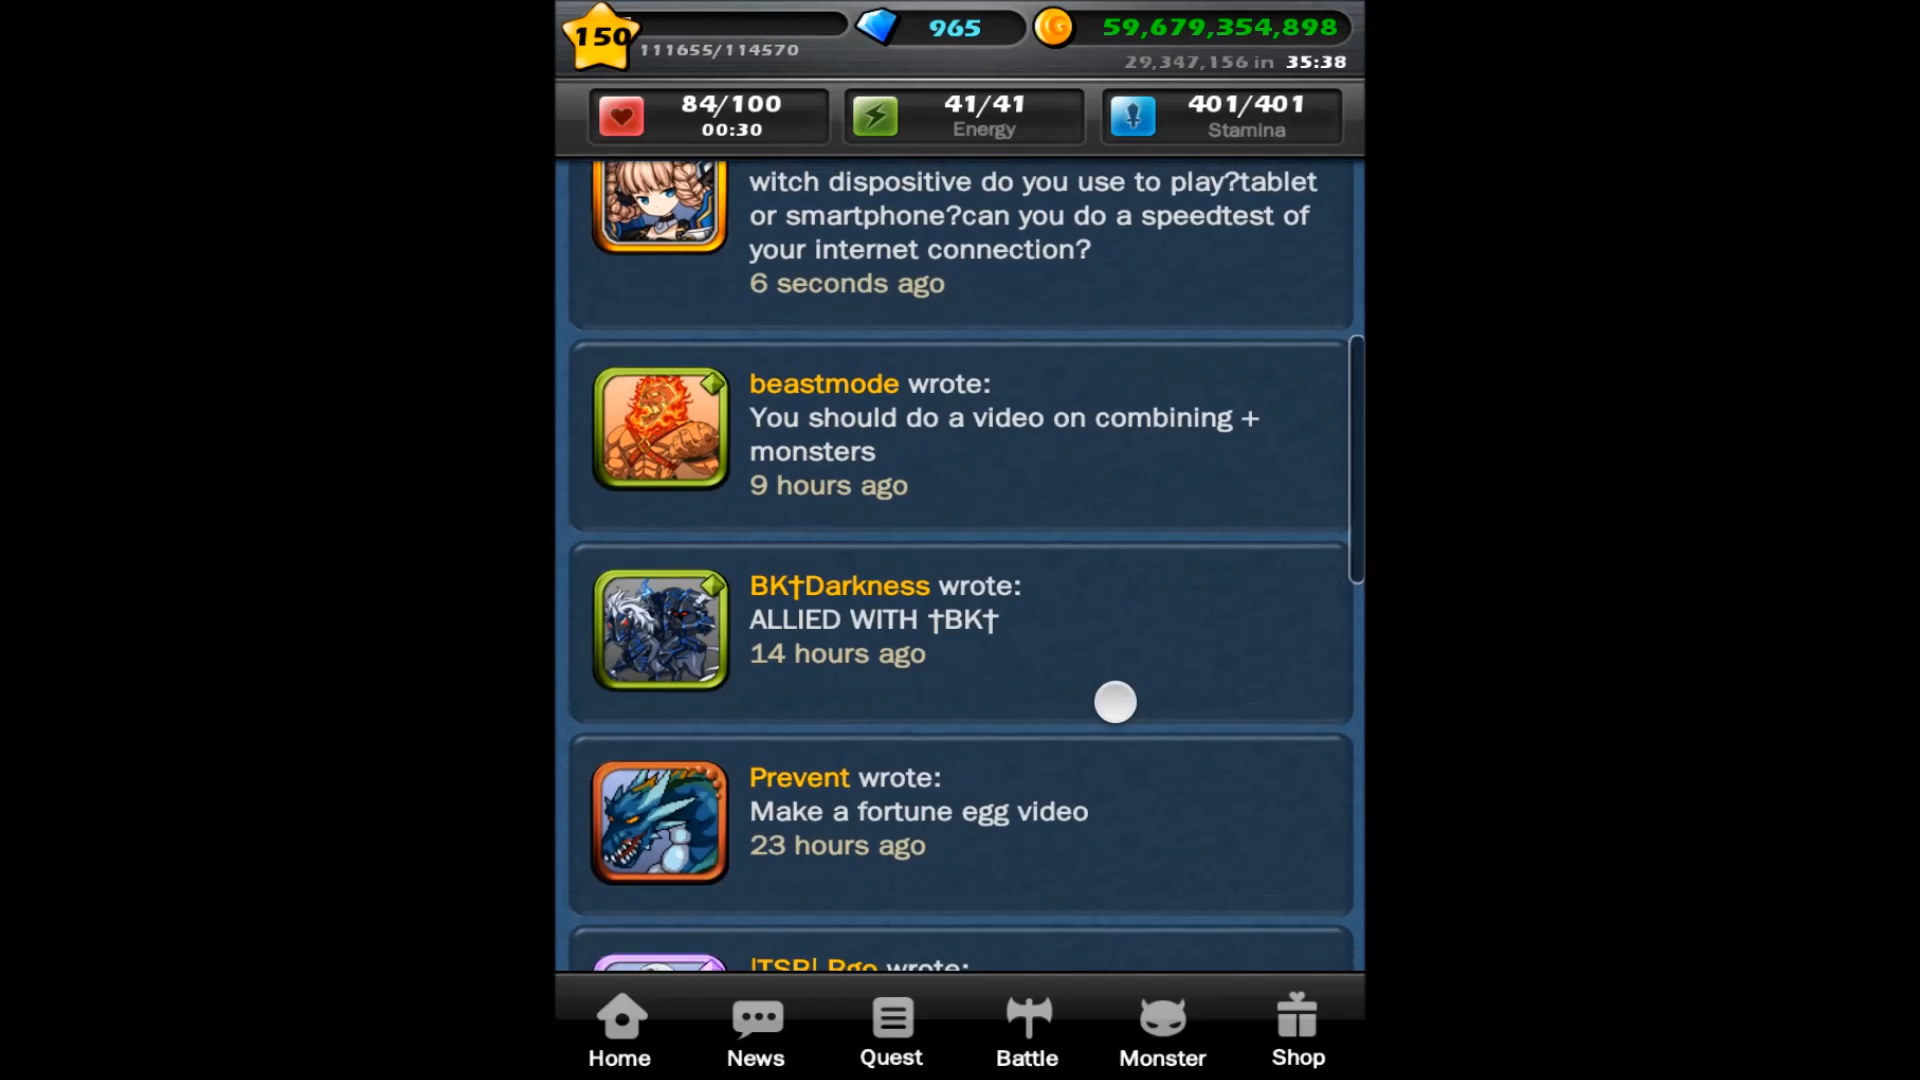 150
111655/114570
965
59,679,354,898
29,347,156 in 35:38
84/100
00:30
41/41
Energy
401/401
Stamina
witch dispositive do you use to play?tablet
or smartphone?can you do a speedtest of
your internet connection?
6 seconds ago
beastmode wrote:
You should do a video on combining +
monsters
9 hours ago
BK†Darkness wrote:
ALLIED WITH †BK†
14 hours ago
Prevent wrote:
Make a fortune egg video
23 hours ago
wrote:
Home
News
Quest
Battle
Monster
Shop